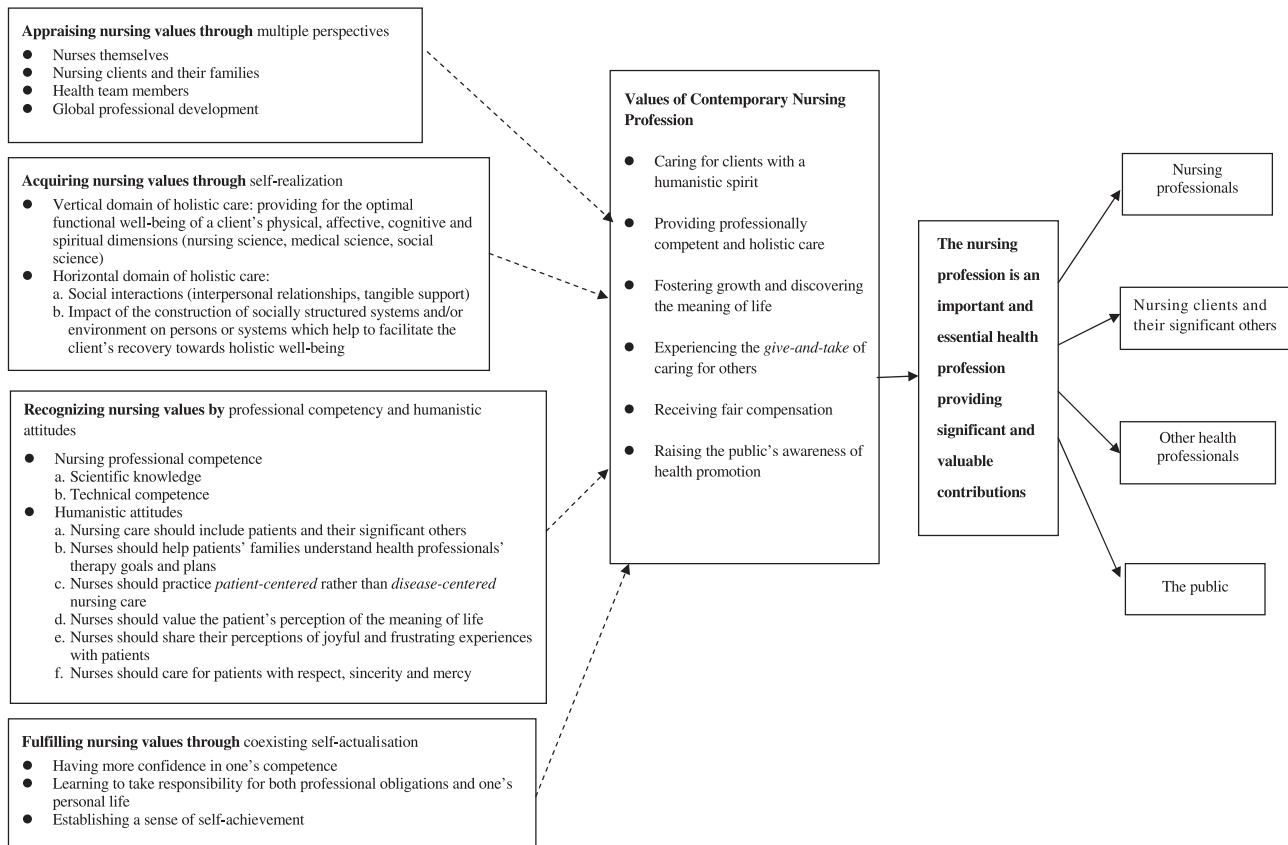 Appraising nursing values through multiple perspectives
● Nurses themselves
● Nursing clients and their families
● Health team members
● Global professional development
Acquiring nursing values through self-realization
● Vertical domain of holistic care: providing for the optimal
functional well-being of a client's physical, affective, cognitive and
spiritual dimensions (nursing science, medical science, social
science)
● Horizontal domain of holistic care:
a. Social interactions (interpersonal relationships, tangible support)
b. Impact of the construction of socially structured systems and/or
environment on persons or systems which help to facilitate the
client's recovery towards holistic well-being
Recognizing nursing values by professional competency and humanistic
attitudes
● Nursing professional competence
a. Scientific knowledge
b. Technical competence
● Humanistic attitudes
a. Nursing care should include patients and their significant others
b. Nurses should help patients' families understand health professionals'
therapy goals and plans
c. Nurses should practice patient-centered rather than disease-centered
nursing care
d. Nurses should value the patient's perception of the meaning of life
e. Nurses should share their perceptions of joyful and frustrating experiences
with patients
f. Nurses should care for patients with respect, sincerity and mercy
Fulfilling nursing values through coexisting self-actualisation
● Having more confidence in one's competence
● Learning to take responsibility for both professional obligations and one's
personal life
● Establishing a sense of self-achievement
Values of Contemporary Nursing
Profession
● Caring for clients with a
humanistic spirit
● Providing professionally
competent and holistic care
● Fostering growth and discovering
the meaning of life
● Experiencing the give-and-take of
caring for others
● Receiving fair compensation
● Raising the public's awareness of
health promotion
The nursing
profession is an
important and
essential health
profession
providing
significant and
valuable
contributions
Nursing
professionals
Nursing clients and
their significant others
Other health
professionals
The public